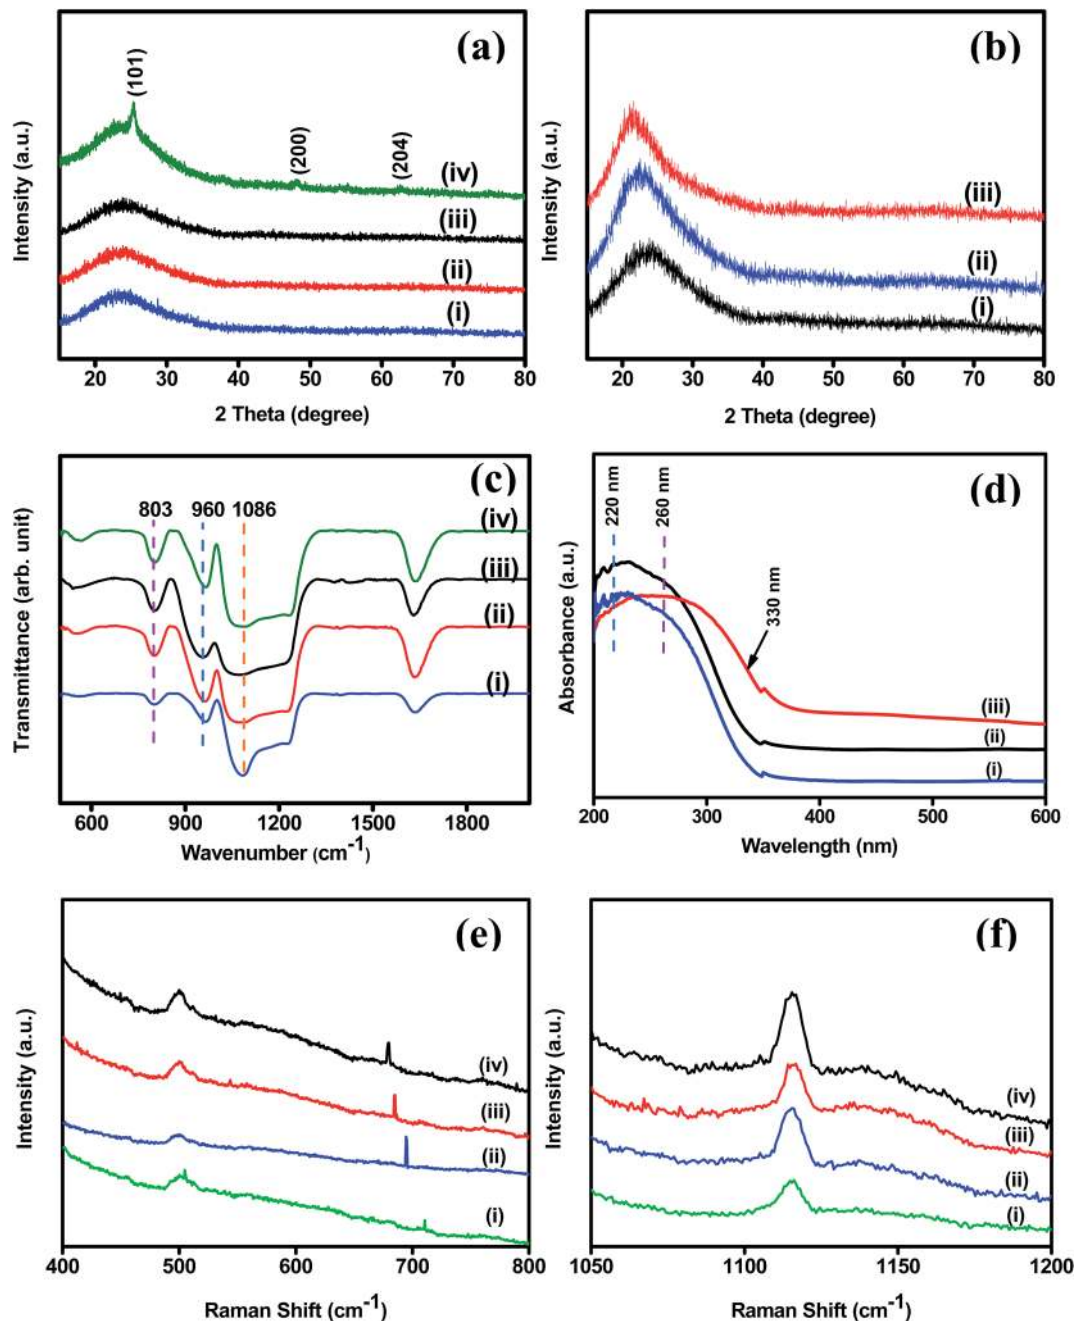 (a)
(101)
(200)
(204)
(iv)
(iii)
(ii)
(i)
Intensity (a.u.)
20 30 40 50 60 70 80
2 Theta (degree)
(b)
(iii)
(ii)
(i)
Intensity (a.u.)
20 30 40 50 60 70 80
2 Theta (degree)
(c)
803 960 1086
(iv)
(iii)
(ii)
(i)
Transmittance (arb. unit)
600 900 1200 1500 1800
Wavenumber (cm⁻¹)
(d)
220 nm
260 nm
330 nm
(iii)
(ii)
(i)
Absorbance (a.u.)
200 300 400 500 600
Wavelength (nm)
(e)
(iv)
(iii)
(ii)
(i)
Intensity (a.u.)
400 500 600 700 800
Raman Shift (cm⁻¹)
(f)
(iv)
(iii)
(ii)
(i)
Intensity (a.u.)
1050 1100 1150 1200
Raman Shift (cm⁻¹)